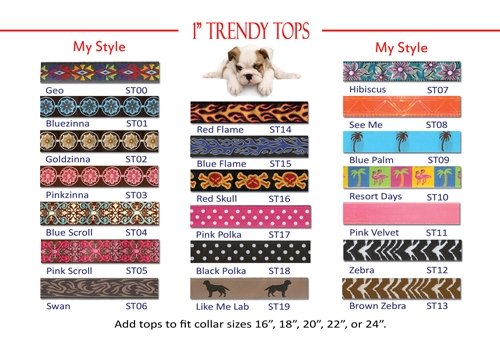 1" TRENDY TOPS
My Style
Geo ST00
Bluezinna ST01
Goldzinna ST02
Pinkzinna ST03
Blue Scroll ST04
Pink Scroll ST05
Swan ST06
Red Flame ST14
Blue Flame ST15
Red Skull ST16
Pink Polka ST17
Black Polka ST18
Like Me Lab ST19
My Style
Hibiscus ST07
See Me ST08
Blue Palm ST09
Resort Days ST10
Pink Velvet ST11
Zebra ST12
Brown Zebra ST13
Add tops to fit collar sizes 16", 18", 20", 22", or 24".